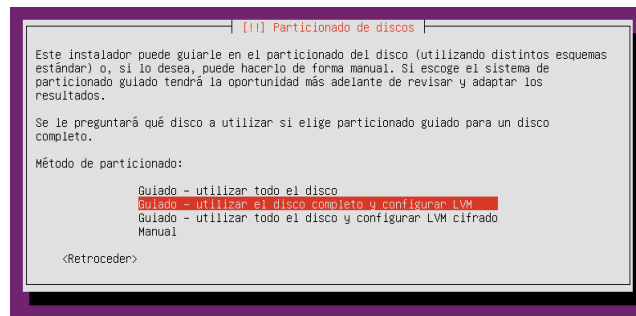 [!!] Particionado de discos
Este instalador puede guiarle en el particionado del disco (utilizando distintos esquemas
estándar) o, si lo desea, puede hacerlo de forma manual. Si escoge el sistema de
particionado guiado tendrá la oportunidad más adelante de revisar y adaptar los
resultados.
Se le preguntará qué disco a utilizar si elige particionado guiado para un disco
completo.
Método de particionado:
Guiado - utilizar todo el disco
Guiado - utilizar el disco completo y configurar LVM
Guiado - utilizar todo el disco y configurar LVM cifrado
Manual
<Retroceder>